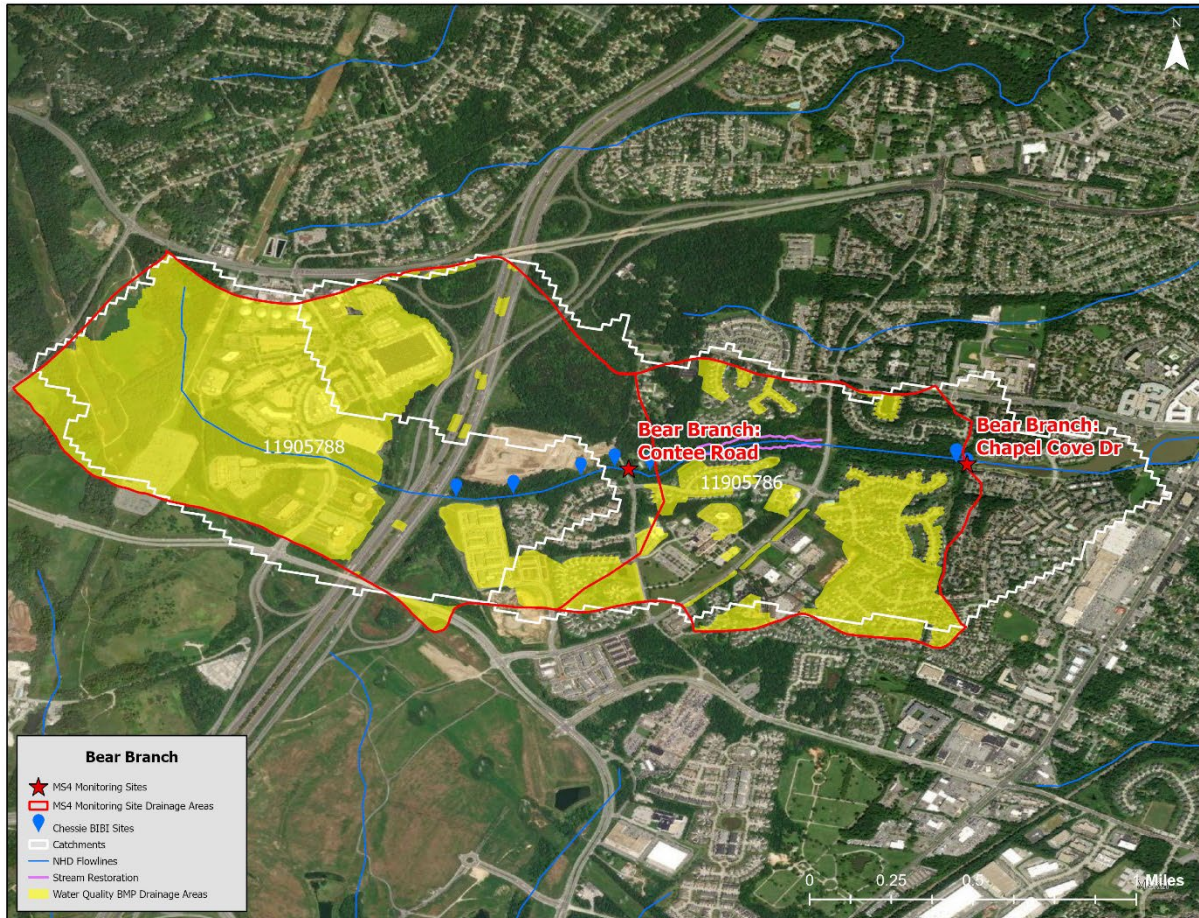 N
Bear Branch:
Contee Road
Bear Branch:
Chapel Cove Dr
11905788
11905786
Bear Branch
MS4 Monitoring Sites
MS4 Monitoring Site Drainage Areas
Chessie BIBI Sites
Catchments
NHD Flowlines
Stream Restoration
Water Quality BMP Drainage Areas
0 0.25 0.5 1 Miles